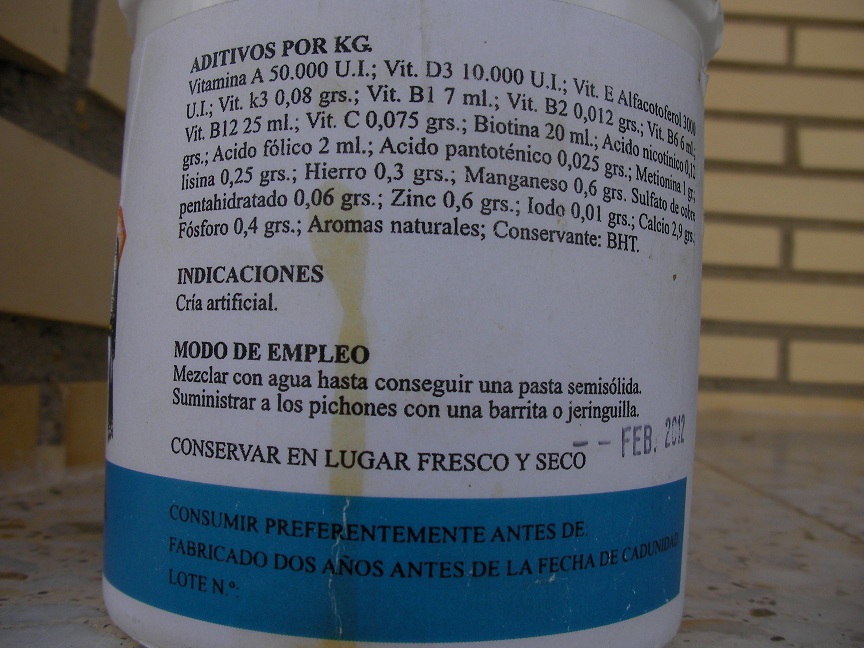 ADITIVOS POR KG.
Vitamina A 50.000 U.I.; Vit. D3 10.000 U.I.; Vit. E Alfacotoferol 3000
U.I.; Vit. k3 0,08 grs.; Vit. B1 7 ml.; Vit. B2 0,012 grs.; Vit. B6 6 ml.;
Vit. B12 25 ml.; Vit. C 0,075 grs.; Biotina 20 ml.; Acido nicotínico 0,12
grs.; Acido fólico 2 ml.; Acido pantoténico 0,025 grs.; Metionina 1 gr.;
lisina 0,25 grs.; Hierro 0,3 grs.; Manganeso 0,6 grs. Sulfato de cobre
pentahidratado 0,06 grs.; Zinc 0,6 grs.; Iodo 0,01 grs.; Calcio 2,9 grs.
Fósforo 0,4 grs.; Aromas naturales; Conservante: BHT.
INDICACIONES
Cría artificial.
MODO DE EMPLEO
Mezclar con agua hasta conseguir una pasta semisólida.
Suministrar a los pichones con una barrita o jeringuilla.
-- FEB. 2012
CONSERVAR EN LUGAR FRESCO Y SECO
CONSUMIR PREFERENTEMENTE ANTES DE:
FABRICADO DOS AÑOS ANTES DE LA FECHA DE CADUNIDAD
LOTE N.º: